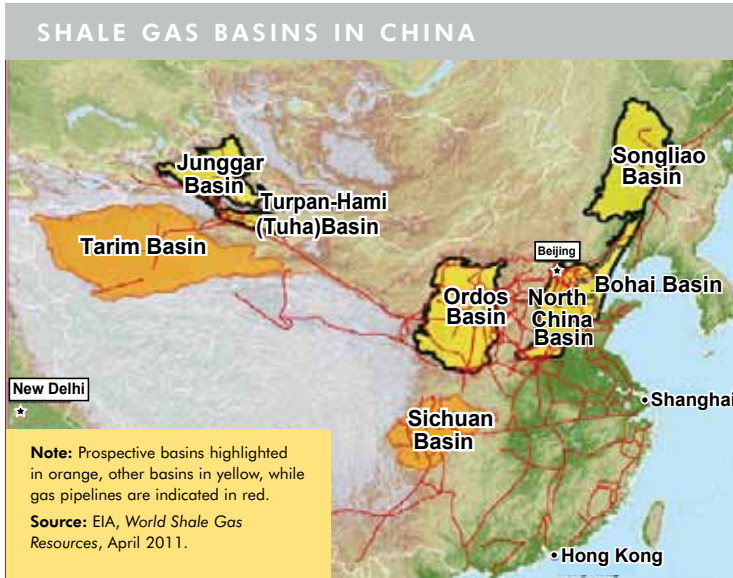 SHALE GAS BASINS IN CHINA
Junggar
Basin
Songliao
Basin
Turpan-Hami
(Tuha)Basin
Tarim Basin
Beijing
Bohai Basin
Ordos
Basin
North
China
Basin
New Delhi
Shanghai
Sichuan
Basin
Note: Prospective basins highlighted
in orange, other basins in yellow, while
gas pipelines are indicated in red.
Source: EIA, World Shale Gas
Resources, April 2011.
Hong Kong